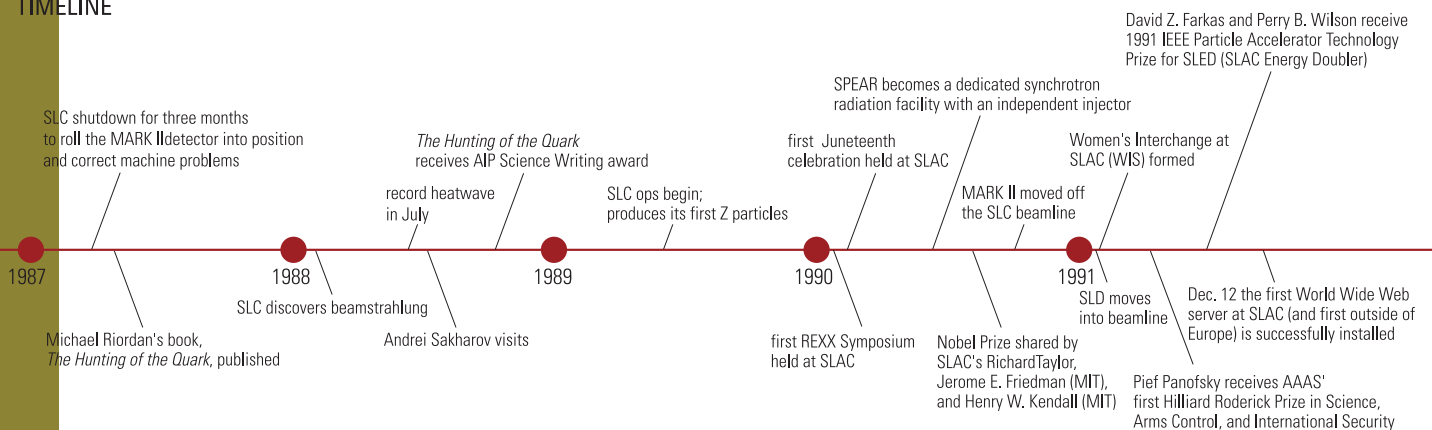 TIMELINE
David Z. Farkas and Perry B. Wilson receive
1991 IEEE Particle Accelerator Technology
Prize for SLED (SLAC Energy Doubler)
SPEAR becomes a dedicated synchrotron
radiation facility with an independent injector
SLC shutdown for three months
to roll the MARK IIdetector into position
and correct machine problems
The Hunting of the Quark
receives AIP Science Writing award
first Juneteenth
celebration held at SLAC
Women's Interchange at
SLAC (WIS) formed
record heatwave
in July
SLC ops begin;
produces its first Z particles
MARK II moved off
the SLC beamline
1987
1988
1989
1990
1991
SLC discovers beamstrahlung
SLD moves
into beamline
Dec. 12 the first World Wide Web
server at SLAC (and first outside of
Europe) is successfully installed
Michael Riordan's book,
The Hunting of the Quark, published
Andrei Sakharov visits
first REXX Symposium
held at SLAC
Nobel Prize shared by
SLAC's RichardTaylor,
Jerome E. Friedman (MIT),
and Henry W. Kendall (MIT)
Pief Panofsky receives AAAS'
first Hilliard Roderick Prize in Science,
Arms Control, and International Security